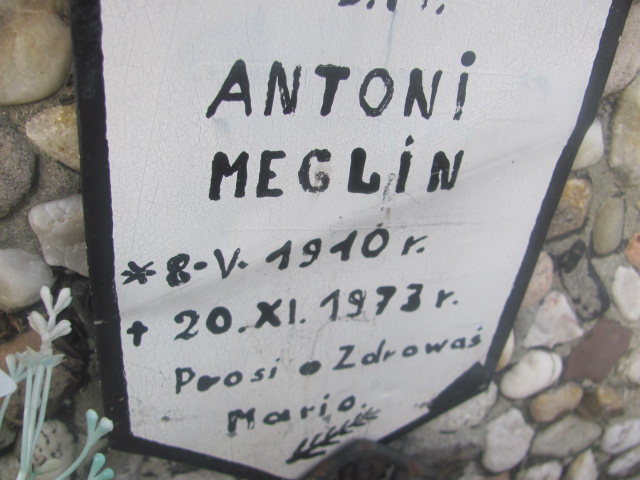 ANTONi
MEGLiN
* 8-V. 1910 r.
+ 20.XI. 1973 r.
Prosi o Zdrowaś
Mario.